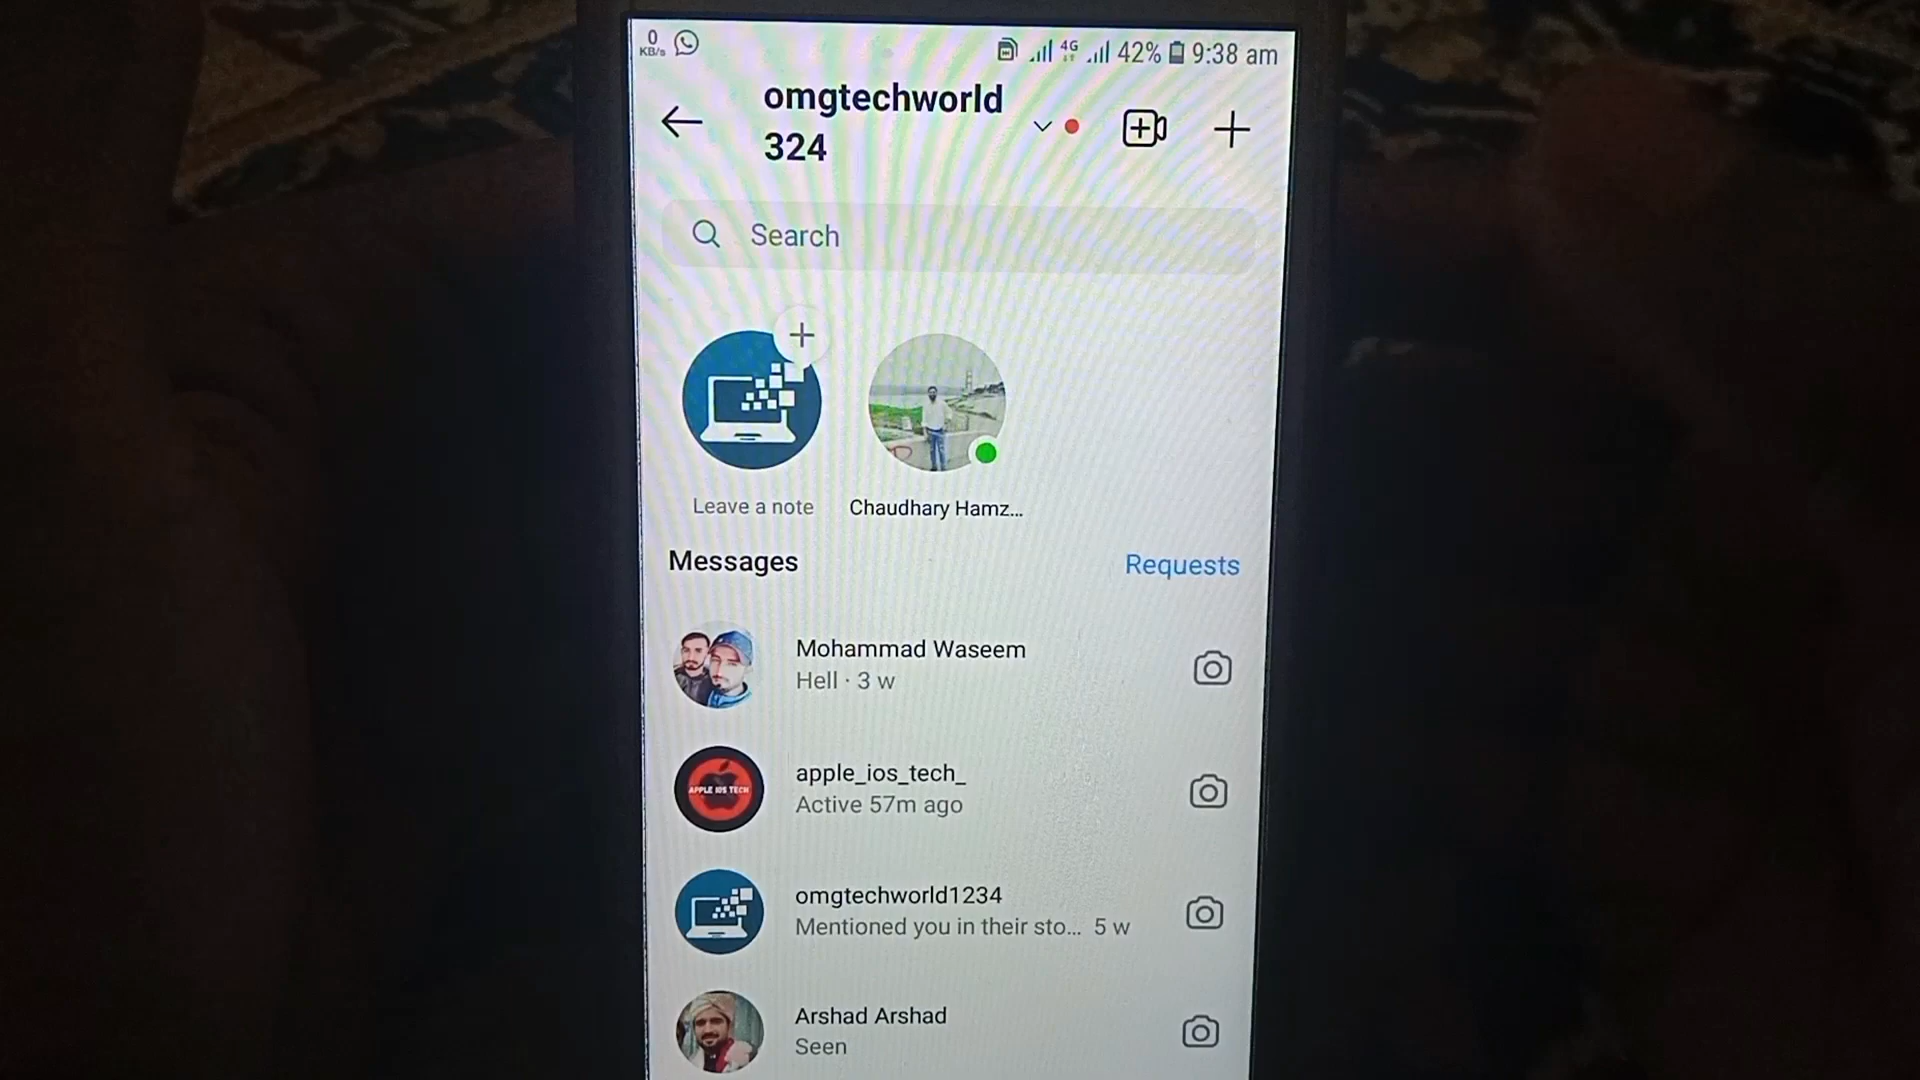 0
KB/s
4G
42%
9:38 am
omgtechworld
324
Search
Leave a note
Chaudhary Hamz...
Messages
Requests
Mohammad Waseem
Hell · 3 w
apple_ios_tech_
Active 57m ago
APPLE IOS TECH
omgtechworld1234
Mentioned you in their sto... 5 w
Arshad Arshad
Seen